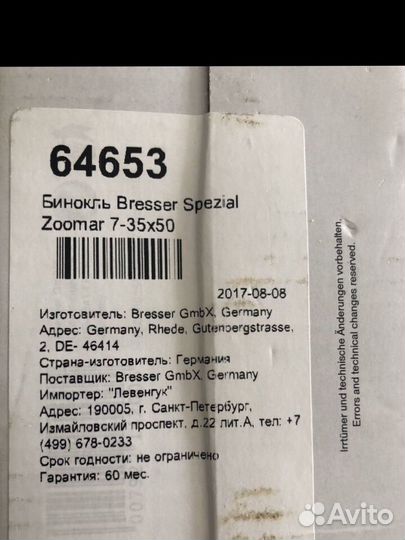 64653
Бинокль Bresser Spezial
Zoomar 7-35x50
2017-08-08
Изготовитель: Bresser GmbX, Germany
Адрес: Germany, Rhede, Gutenbergstrasse,
2, DE- 46414
Страна-изготовитель: Германия
Поставщик: Bresser GmbX, Germany
Импортер: "Левенгук"
Адрес: 190005, г. Санкт-Петербург,
Измайловский проспект, д.22 лит.А, тел: +7
(499) 678-0233
Срок годности: не ограничено
Гарантия: 60 мес.
Irrtümer und technische Änderungen vorbehalten.
Errors and technical changes reserved.
Avito